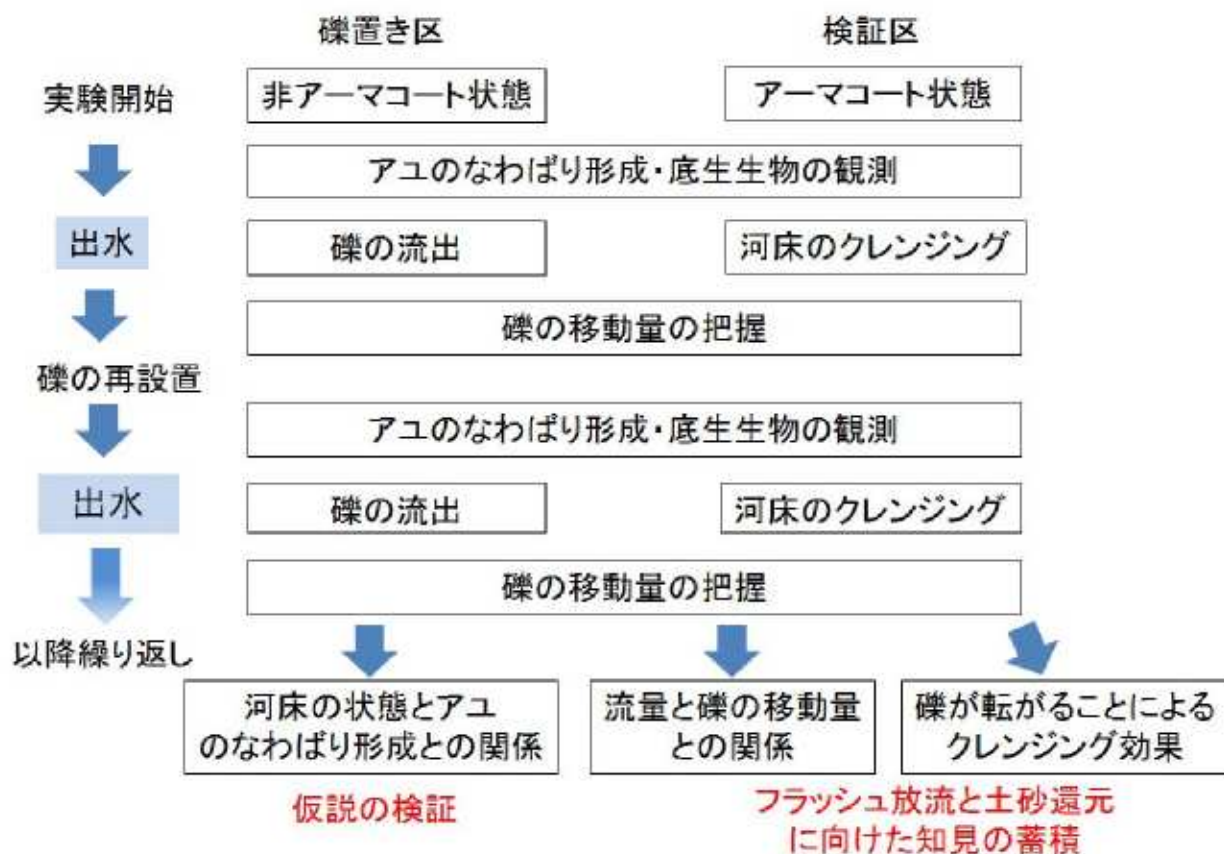 礫置き区
検証区
実験開始
非アーマコート状態
アーマコート状態
アユのなわばり形成・底生生物の観測
出水
礫の流出
河床のクレンジング
礫の移動量の把握
礫の再設置
アユのなわばり形成・底生生物の観測
出水
礫の流出
河床のクレンジング
礫の移動量の把握
以降繰り返し
河床の状態とアユ
のなわばり形成との関係
流量と礫の移動量
との関係
礫が転がることによる
クレンジング効果
仮説の検証
フラッシュ放流と土砂還元
に向けた知見の蓄積